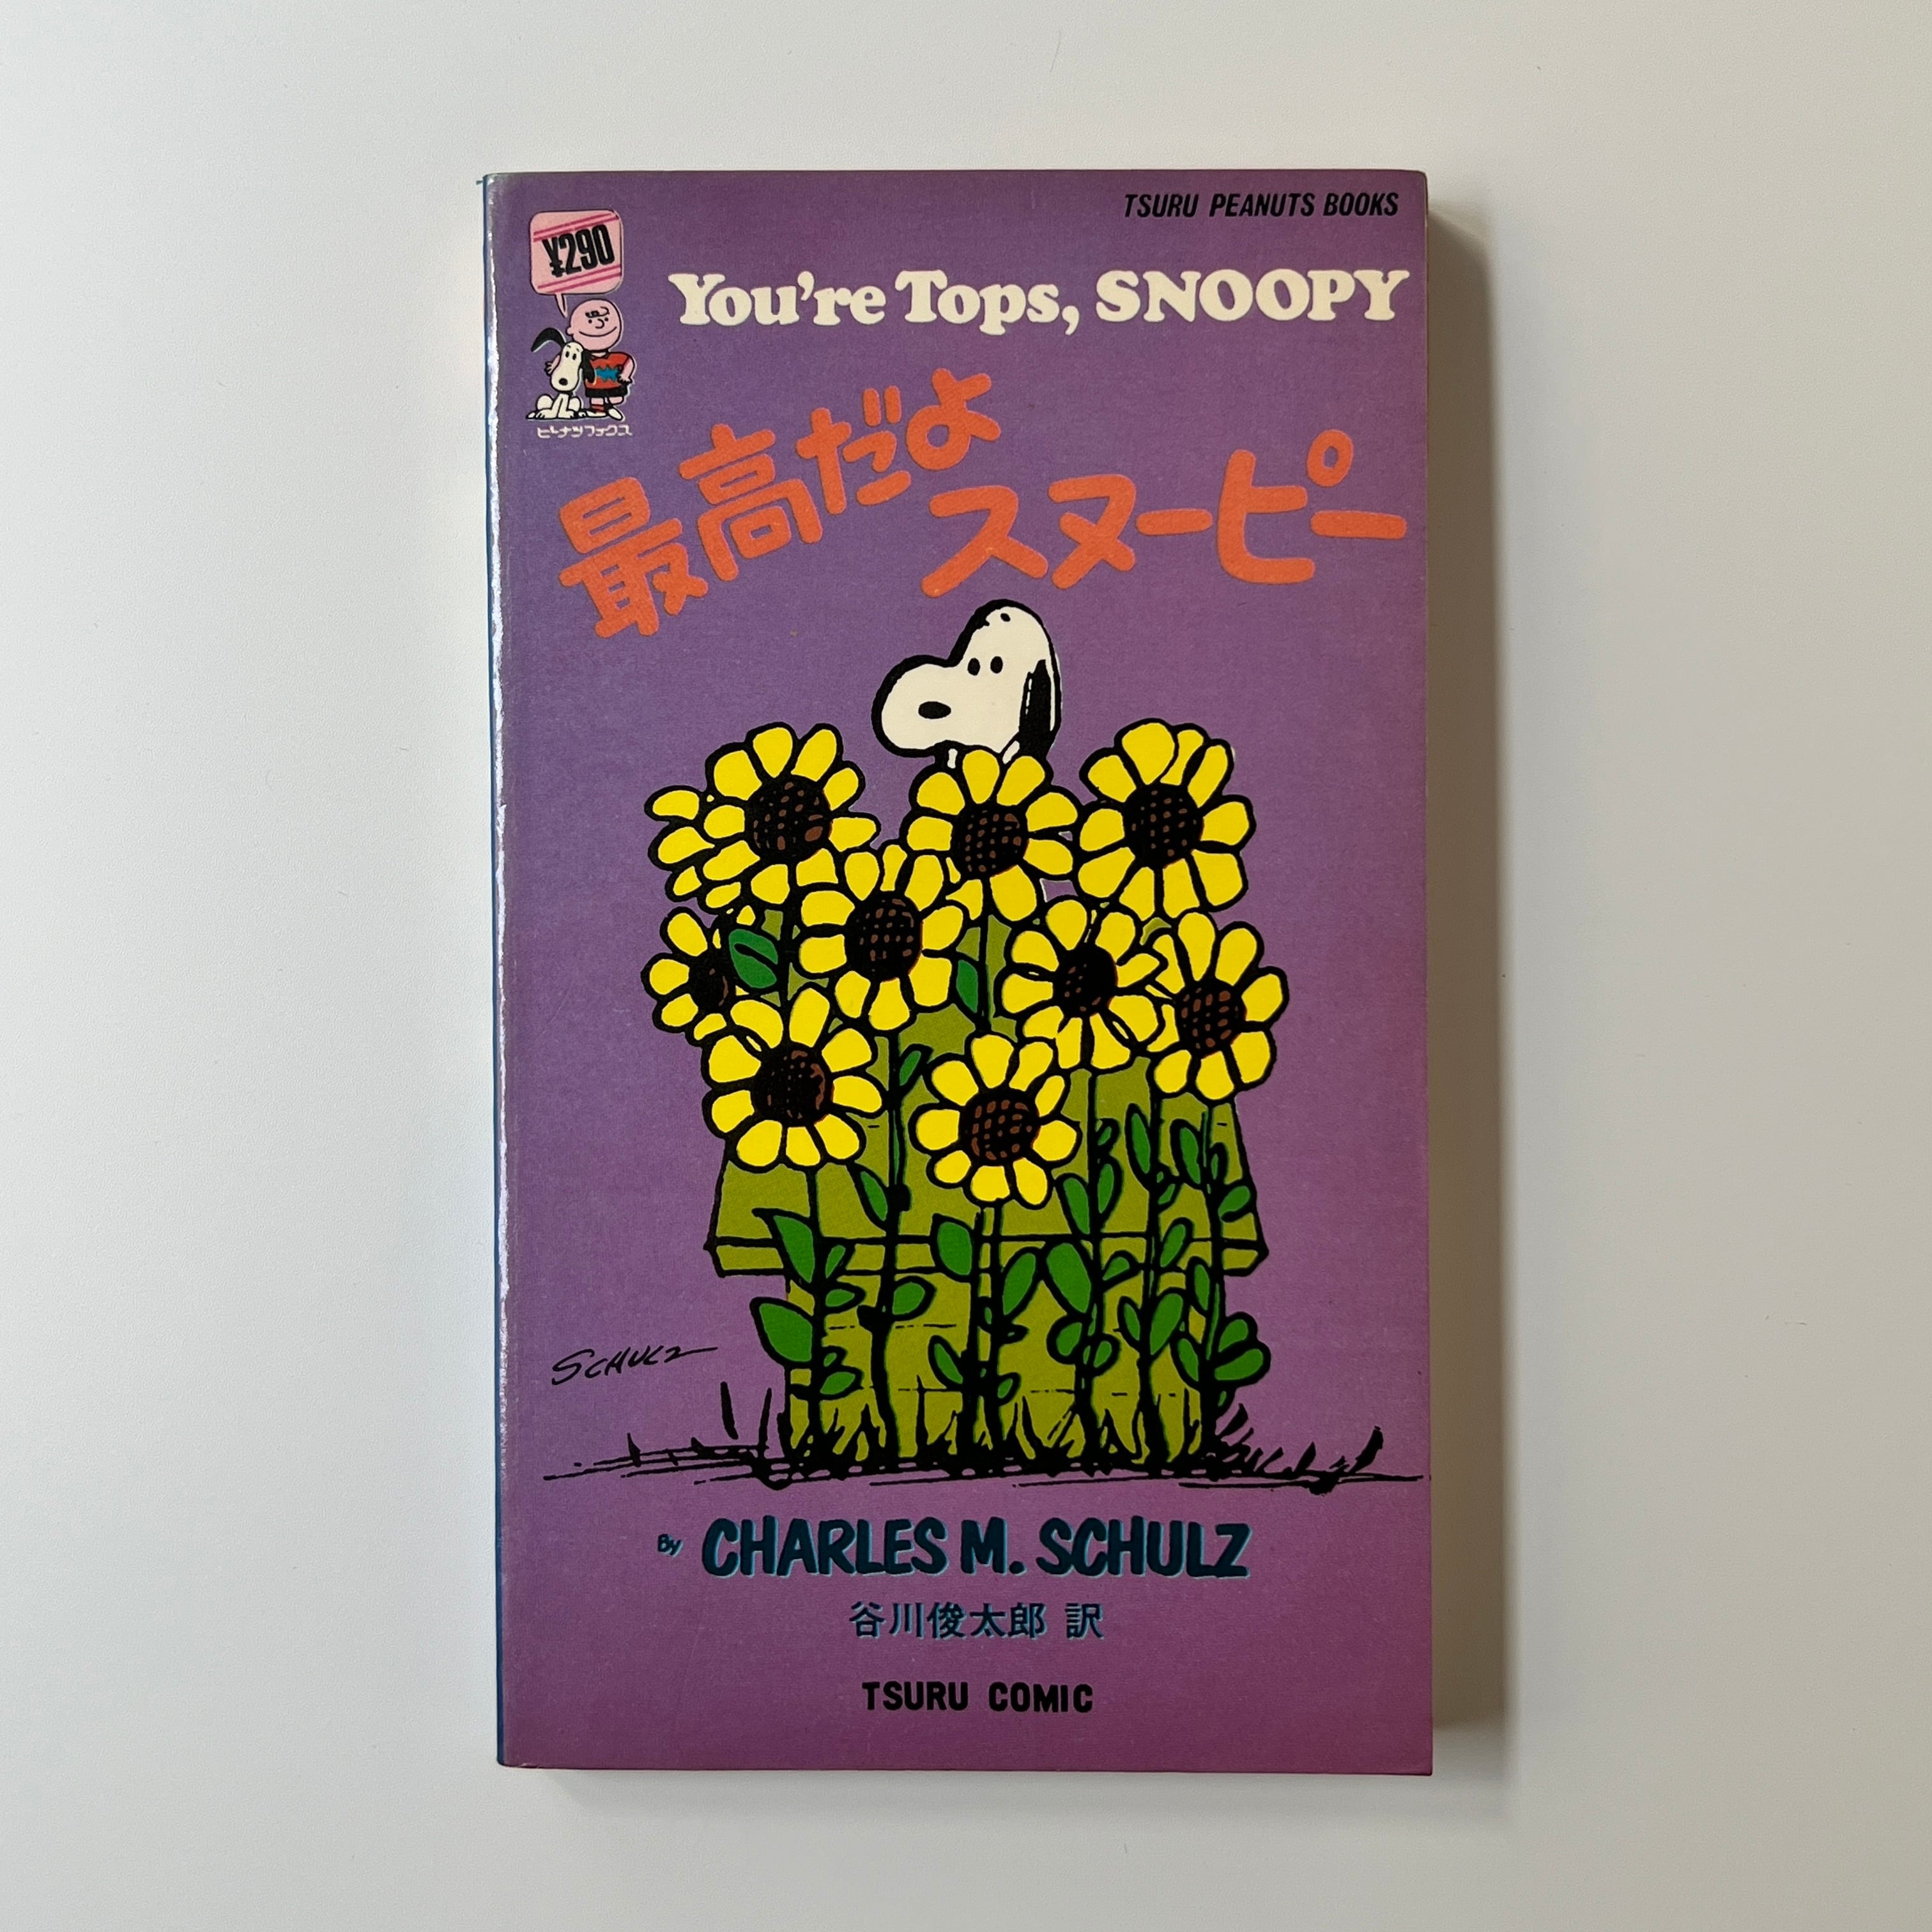 TSURU PEANUTS BOOKS
¥290
You're Tops, SNOOPY
ピーナツブックス
最高だよ
スヌーピー
SCHULZ
By CHARLES M. SCHULZ
谷川俊太郎 訳
TSURU COMIC